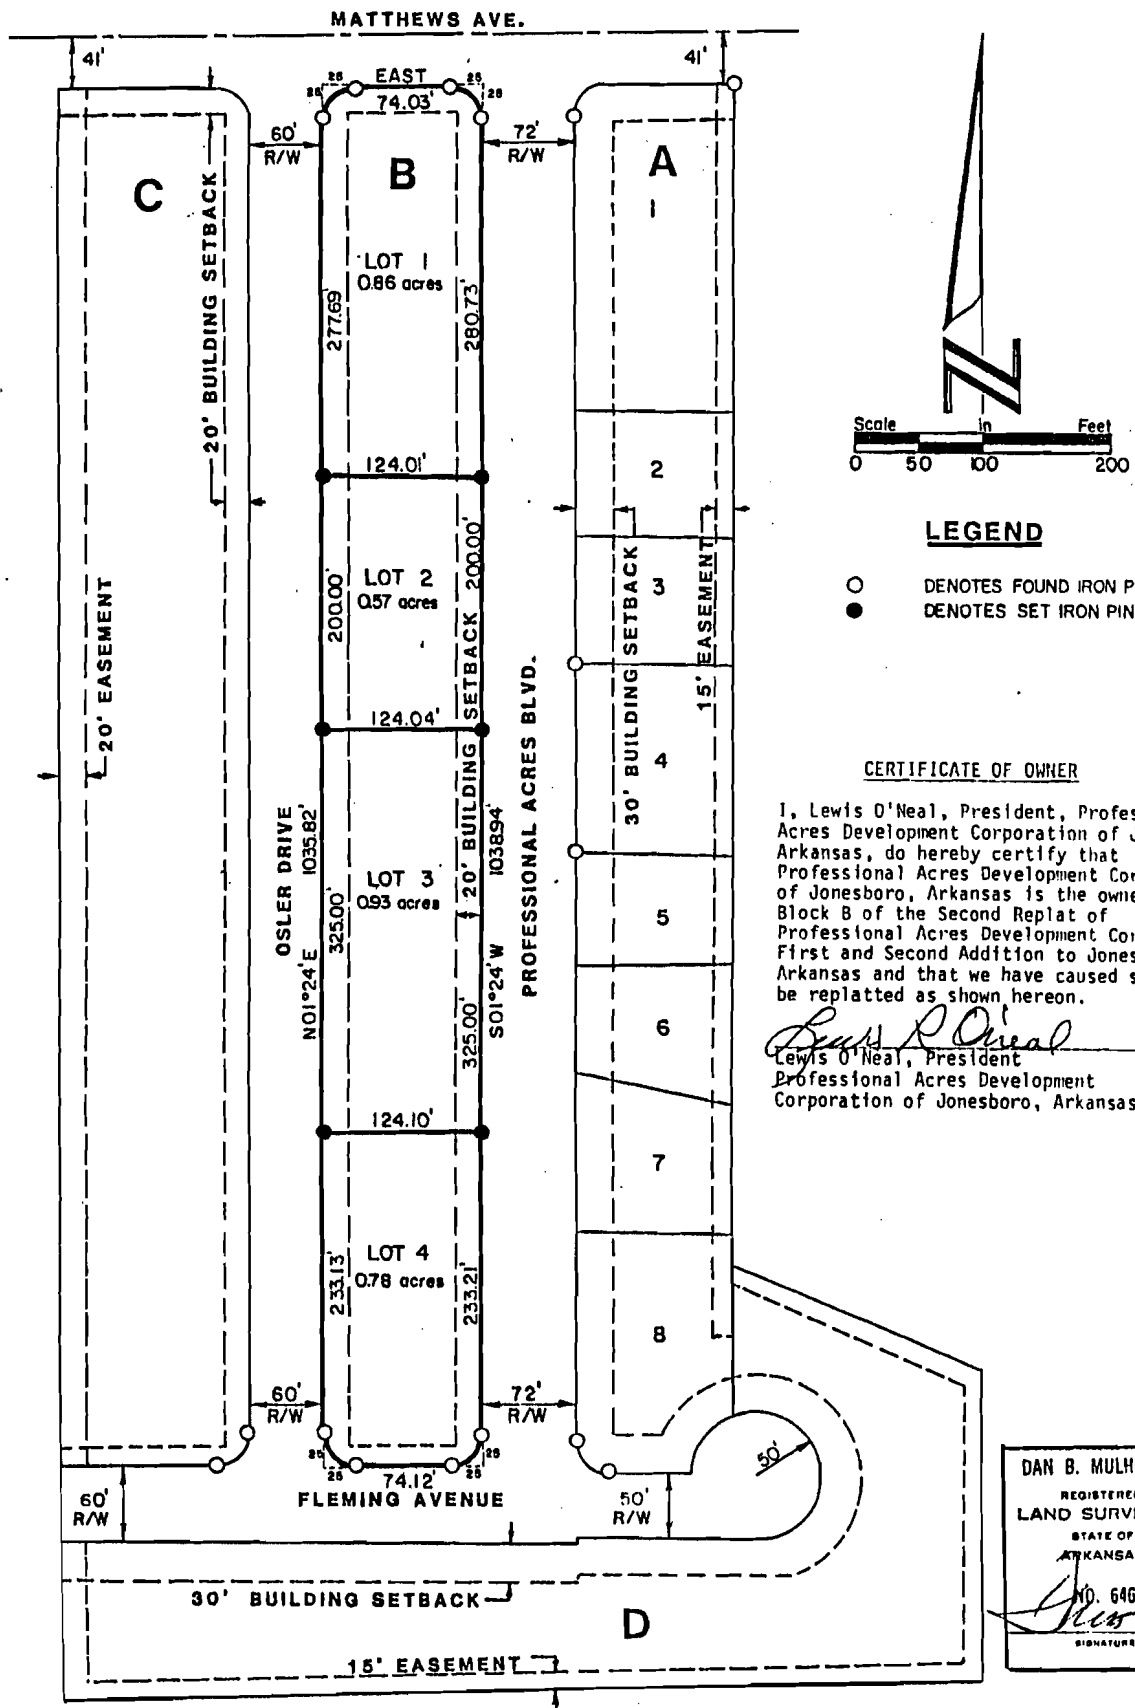 MATTHEWS AVE.
41'
41'
25 EAST 25
25 74.03' 25
60'
R/W
72'
R/W
C
B
A
1
LOT 1
0.86 acres
277.69'
280.73'
20' BUILDING SETBACK
124.01'
2
LOT 2
0.57 acres
200.00'
200.00'
3
20' EASEMENT
30' BUILDING SETBACK
15' EASEMENT
124.04'
4
OSLER DRIVE
N01°24'E 1035.82'
LOT 3
0.93 acres
325.00'
325.00'
20' BUILDING SETBACK
S01°24'W 1038.94'
PROFESSIONAL ACRES BLVD.
5
6
124.10'
7
LOT 4
0.78 acres
233.13'
233.21'
8
60'
R/W
72'
R/W
25 25
25 25
74.12'
FLEMING AVENUE
60'
R/W
50'
R/W
50'
30' BUILDING SETBACK
D
15' EASEMENT
Scale in Feet
0 50 100 200
LEGEND
DENOTES FOUND IRON P
DENOTES SET IRON PIN
CERTIFICATE OF OWNER
I, Lewis O'Neal, President, Profes
Acres Development Corporation of J
Arkansas, do hereby certify that
Professional Acres Development Cor
of Jonesboro, Arkansas is the owne
Block B of the Second Replat of
Professional Acres Development Cor
First and Second Addition to Jones
Arkansas and that we have caused s
be replatted as shown hereon.
Lewis R O'Neal
Lewis O'Neal, President
Professional Acres Development
Corporation of Jonesboro, Arkansas
DAN B. MULH
REGISTERE
LAND SURV
STATE OF
ARKANSA
NO. 646
SIGNATURE